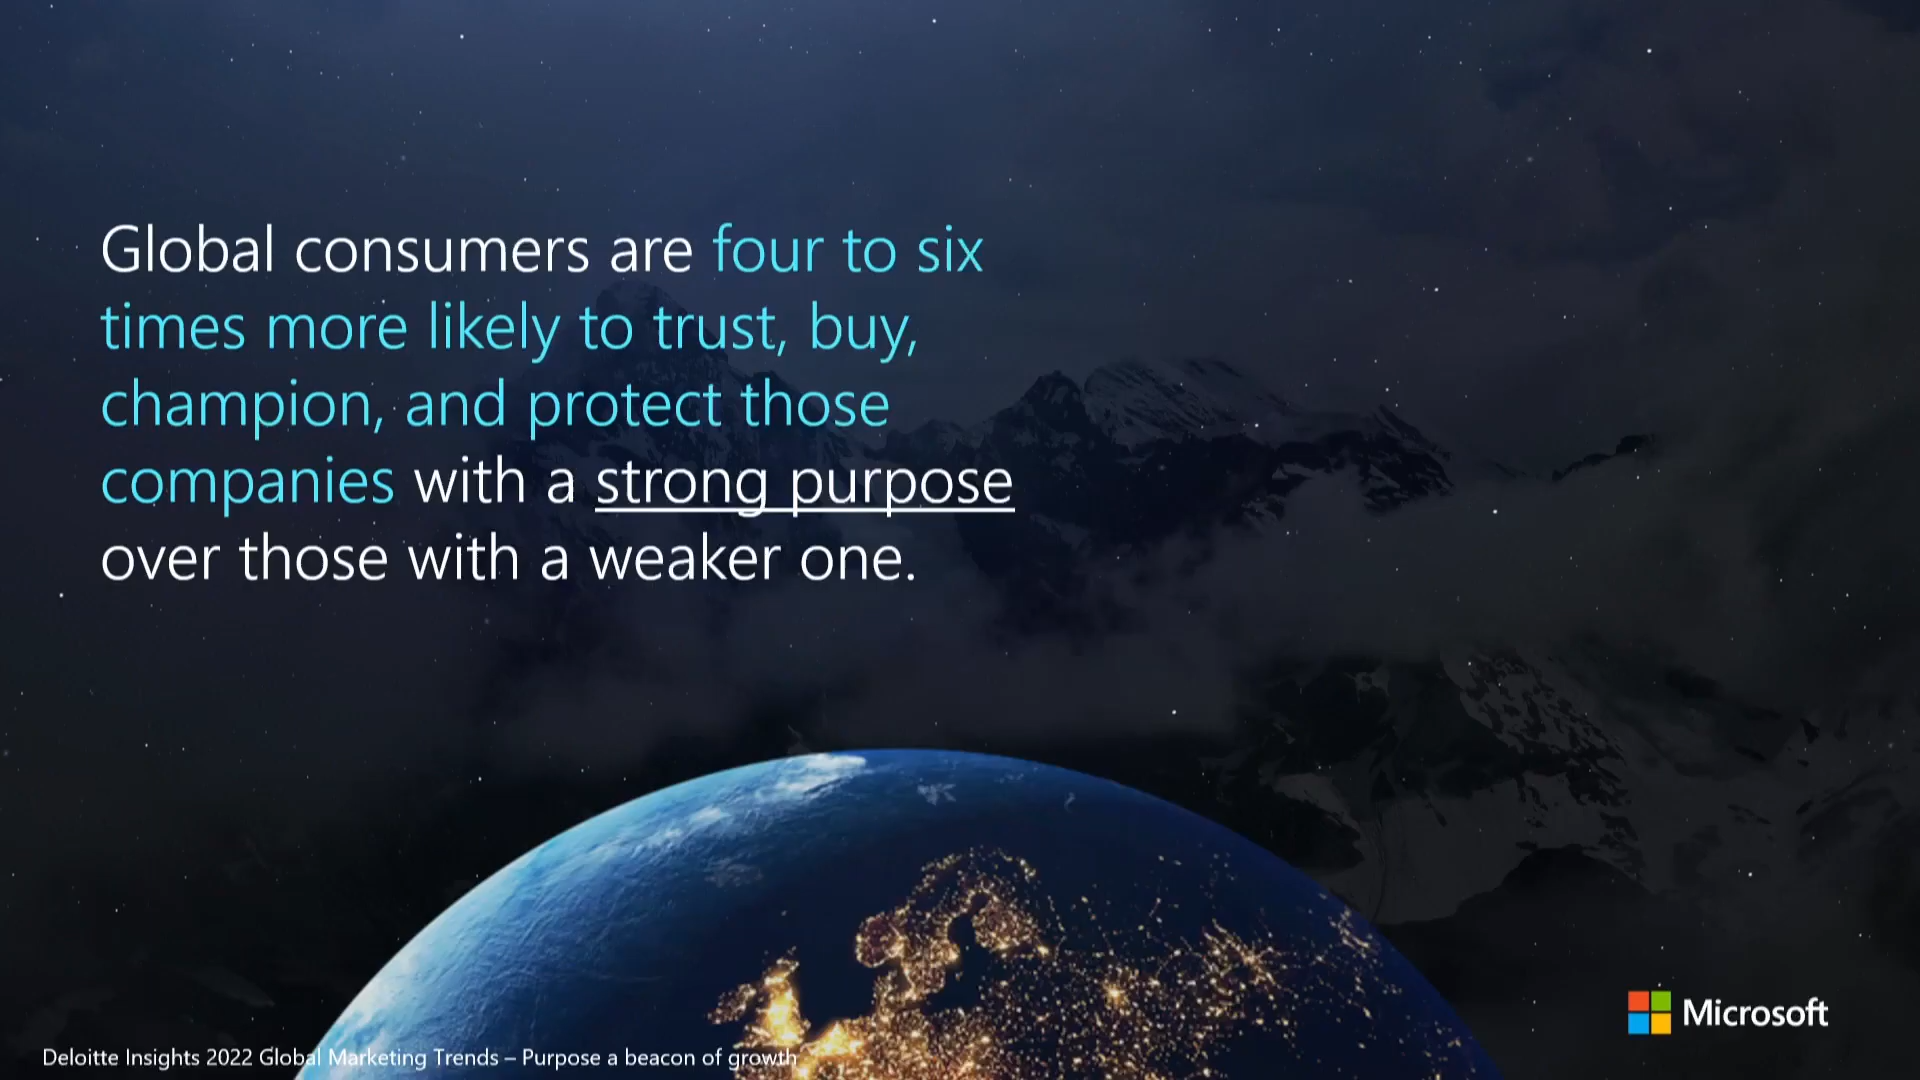 Global consumers are four to six
times more likely to trust, buy,
champion, and protect those
companies with a strong purpose
over those with a weaker one.
Microsoft
Deloitte Insights 2022 Global Marketing Trends – Purpose a beacon of growth